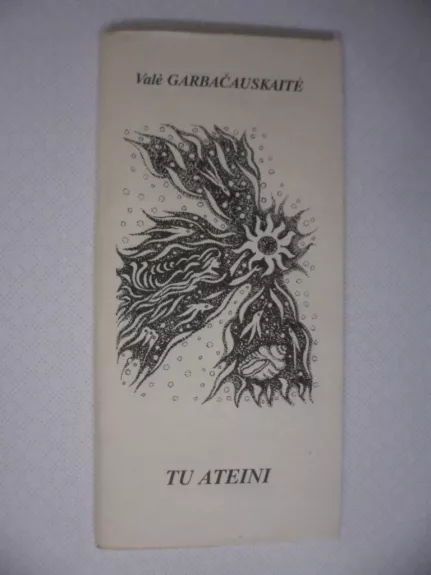 Valė GARBAČAUSKAITĖ
TU ATEINI